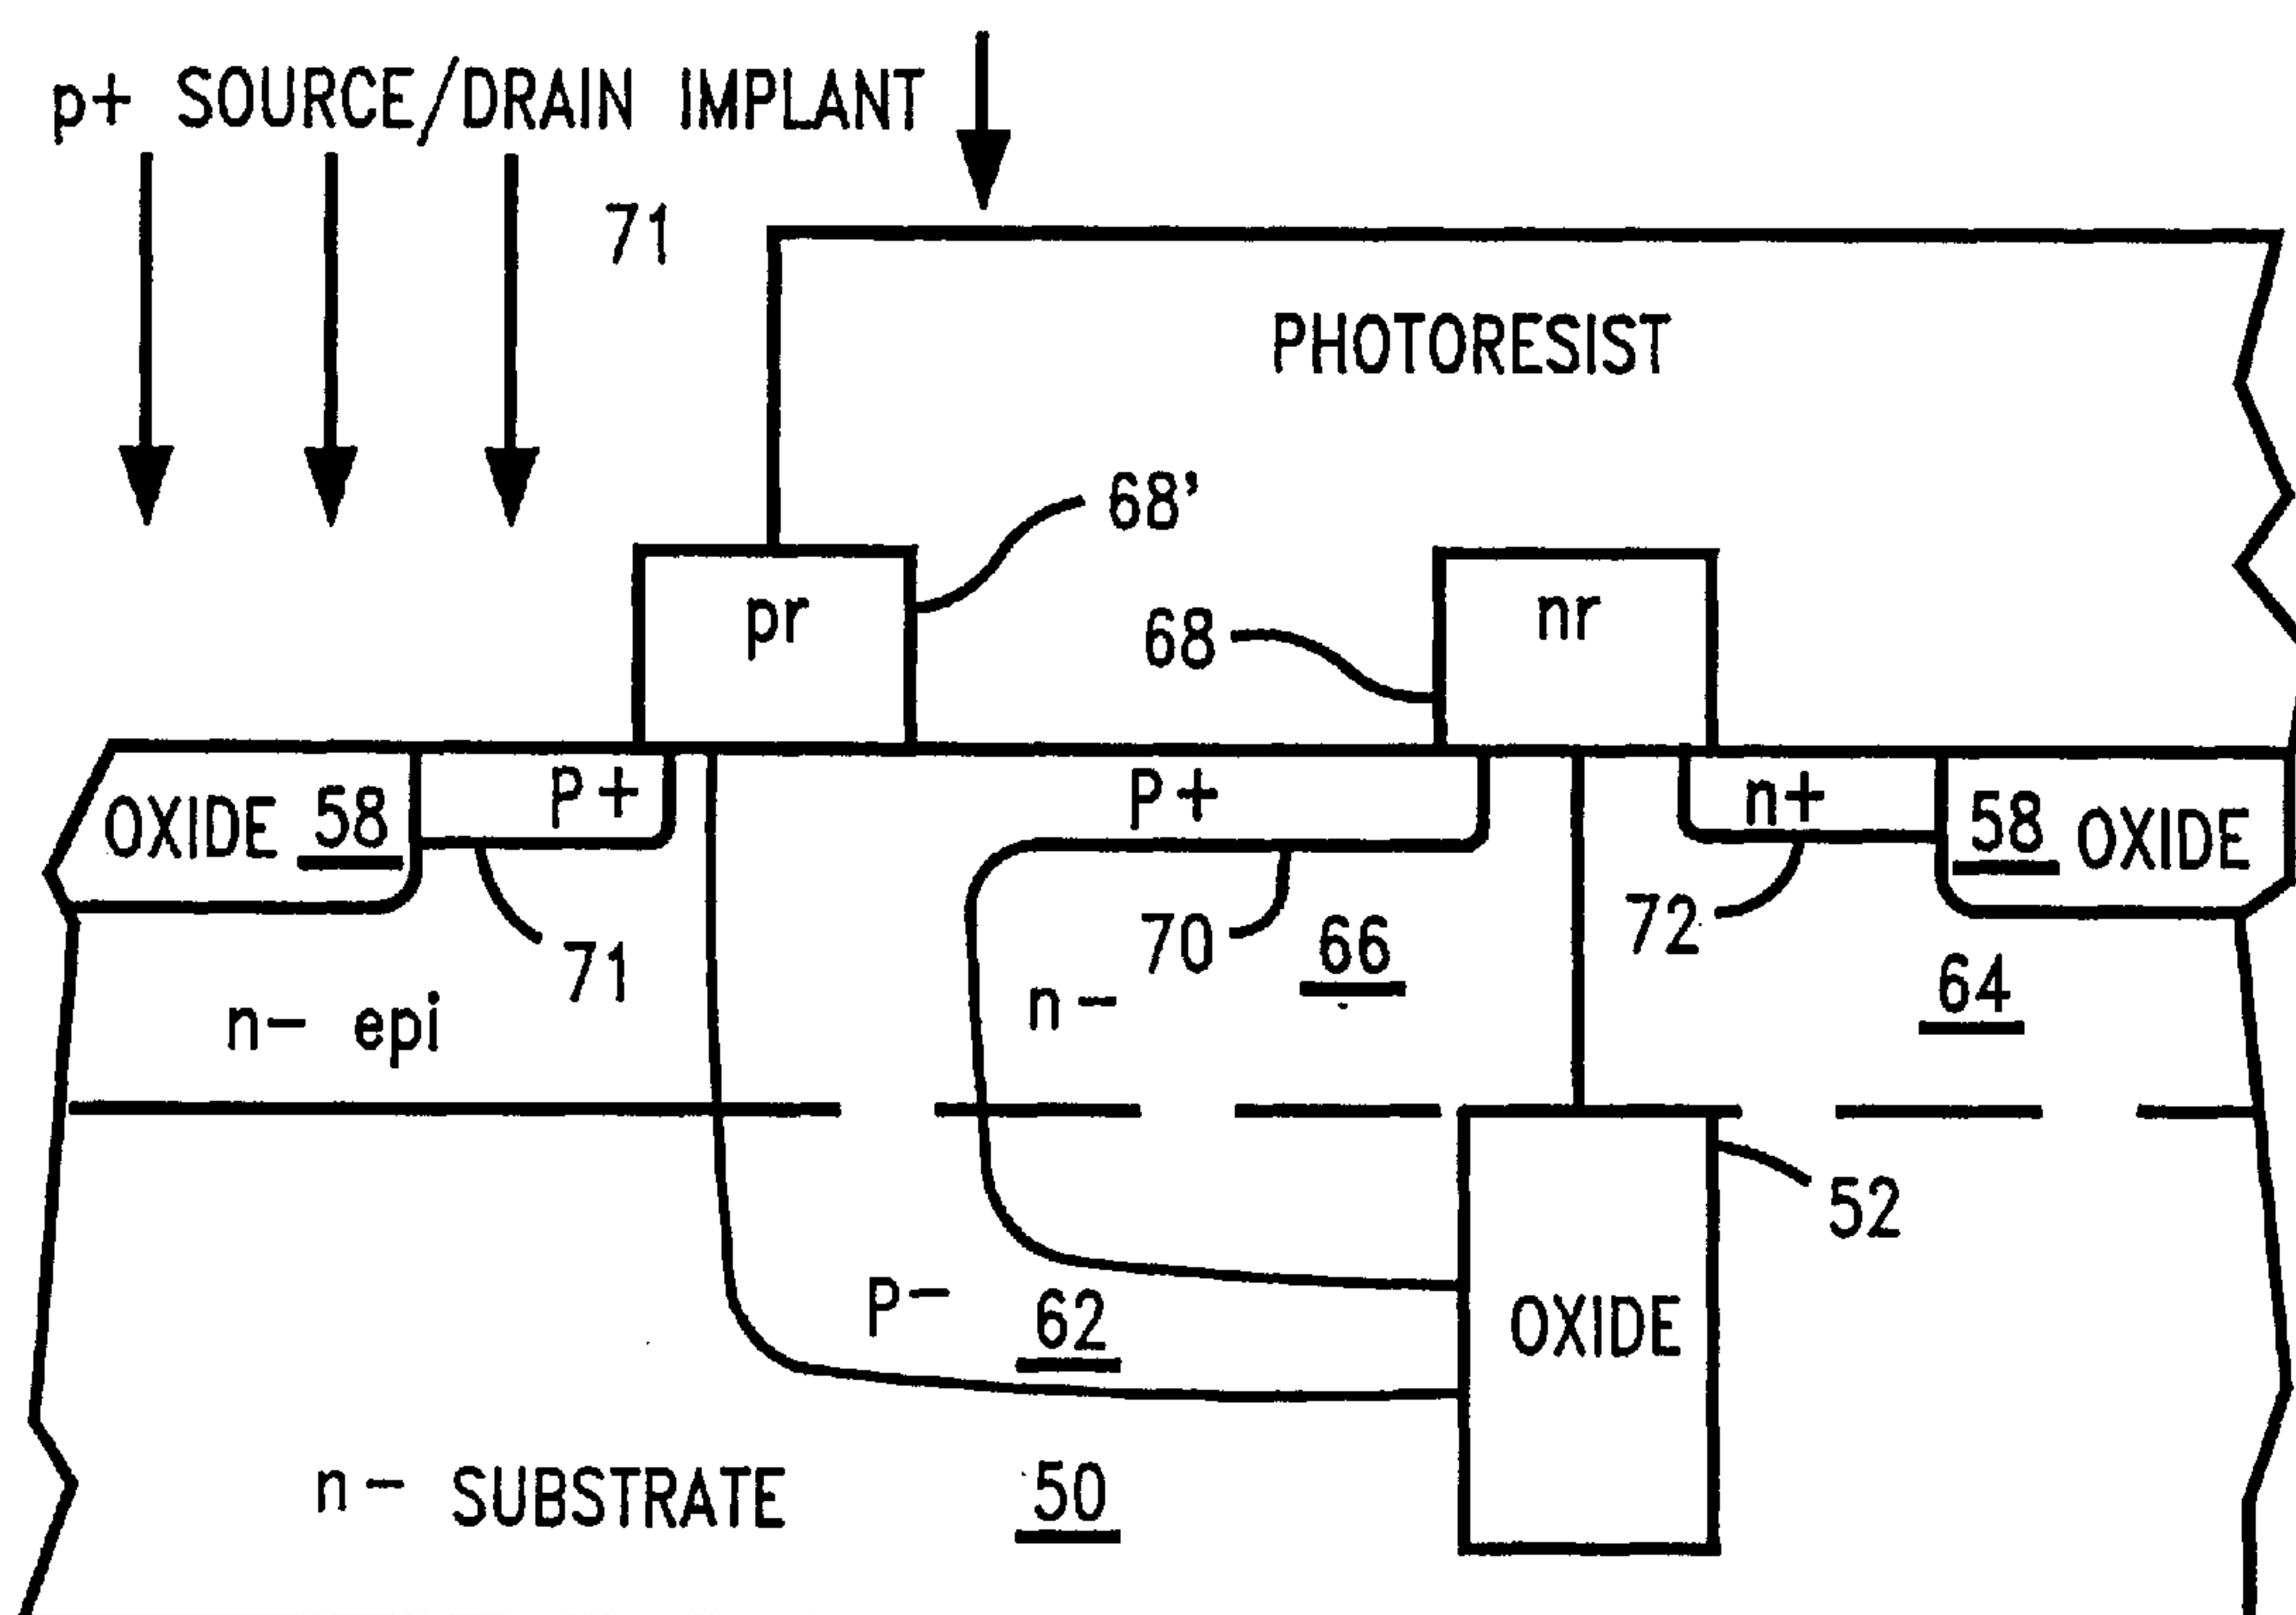 p+ SOURCE/DRAIN IMPLANT
71
PHOTORESIST
68'
pr
68
nr
OXIDE 58
P+
P+
n+
58 OXIDE
71
70
66
72
64
n- epi
n-
52
P-
62
OXIDE
n- SUBSTRATE
50